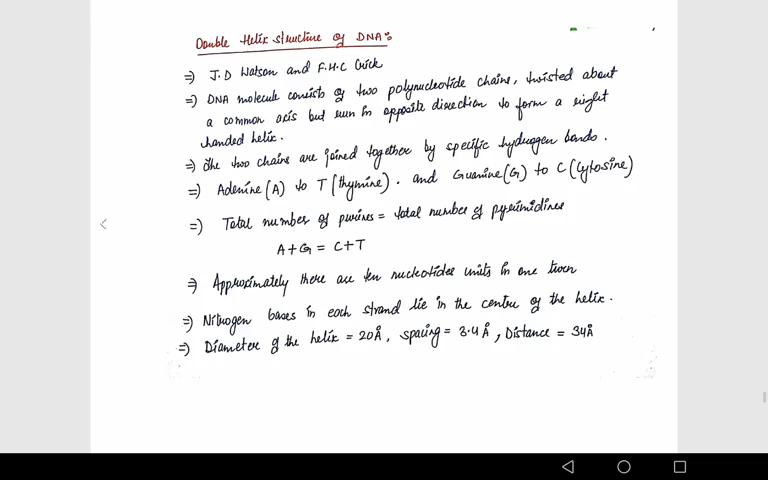 Double Helix structure of DNA:
⇒ J.D Watson and F.H.C Crick
⇒ DNA molecule consists of two polynucleotide chains, twisted about
a common axis but run in opposite direction to form a right
handed helix.
⇒ The two chains are joined together by specific hydrogen bonds.
⇒ Adenine(A) to T(thymine). and Guanine(G) to C(Cytosine)
⇒ Total number of purines = total number of pyrimidines
A+G = C+T
⇒ Approximately there are ten nucleotides units in one turn
⇒ Nitrogen bases in each strand lie in the centre of the helix.
⇒ Diameter of the helix = 20Å, spacing = 3.4Å, Distance = 34Å